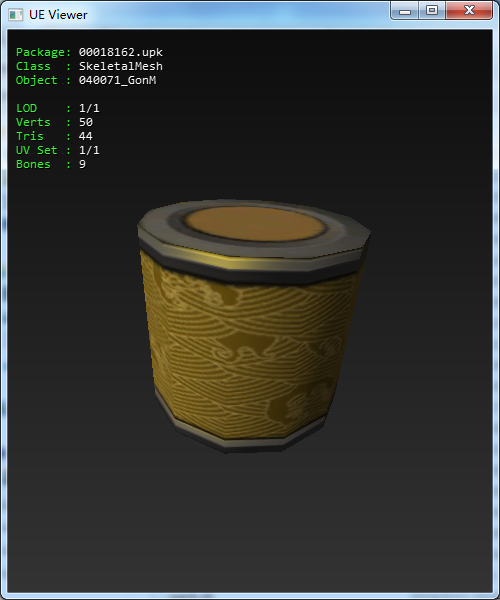 UE Viewer
Package: 00018162.upk
Class  : SkeletalMesh
Object : 040071_GonM
LOD    : 1/1
Verts  : 50
Tris   : 44
UV Set : 1/1
Bones  : 9